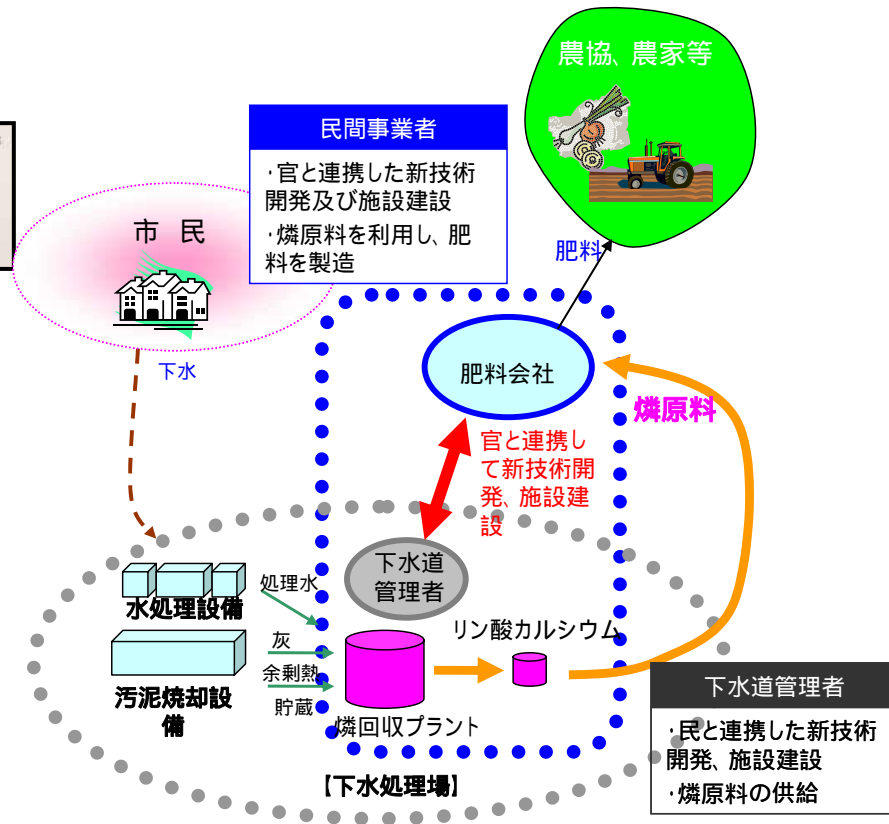 農協、農家等
民間事業者
・官と連携した新技術
開発及び施設建設
・燐原料を利用し、肥
料を製造
市 民
下水
肥料
肥料会社
燐原料
官と連携し
て新技術開
発、施設建
設
下水道
管理者
処理水
水処理設備
灰
余剰熱
貯蔵
汚泥焼却設
備
リン酸カルシウム
燐回収プラント
【下水処理場】
下水道管理者
・民と連携した新技術
開発、施設建設
・燐原料の供給